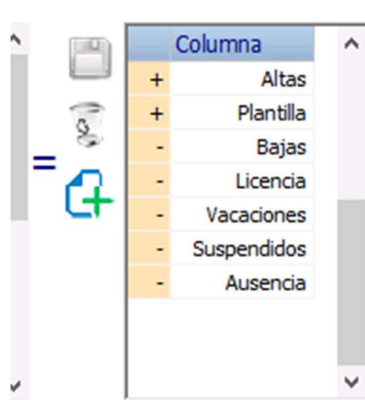 Columna
+ Altas
+ Plantilla
- Bajas
=
- Licencia
- Vacaciones
- Suspendidos
- Ausencia